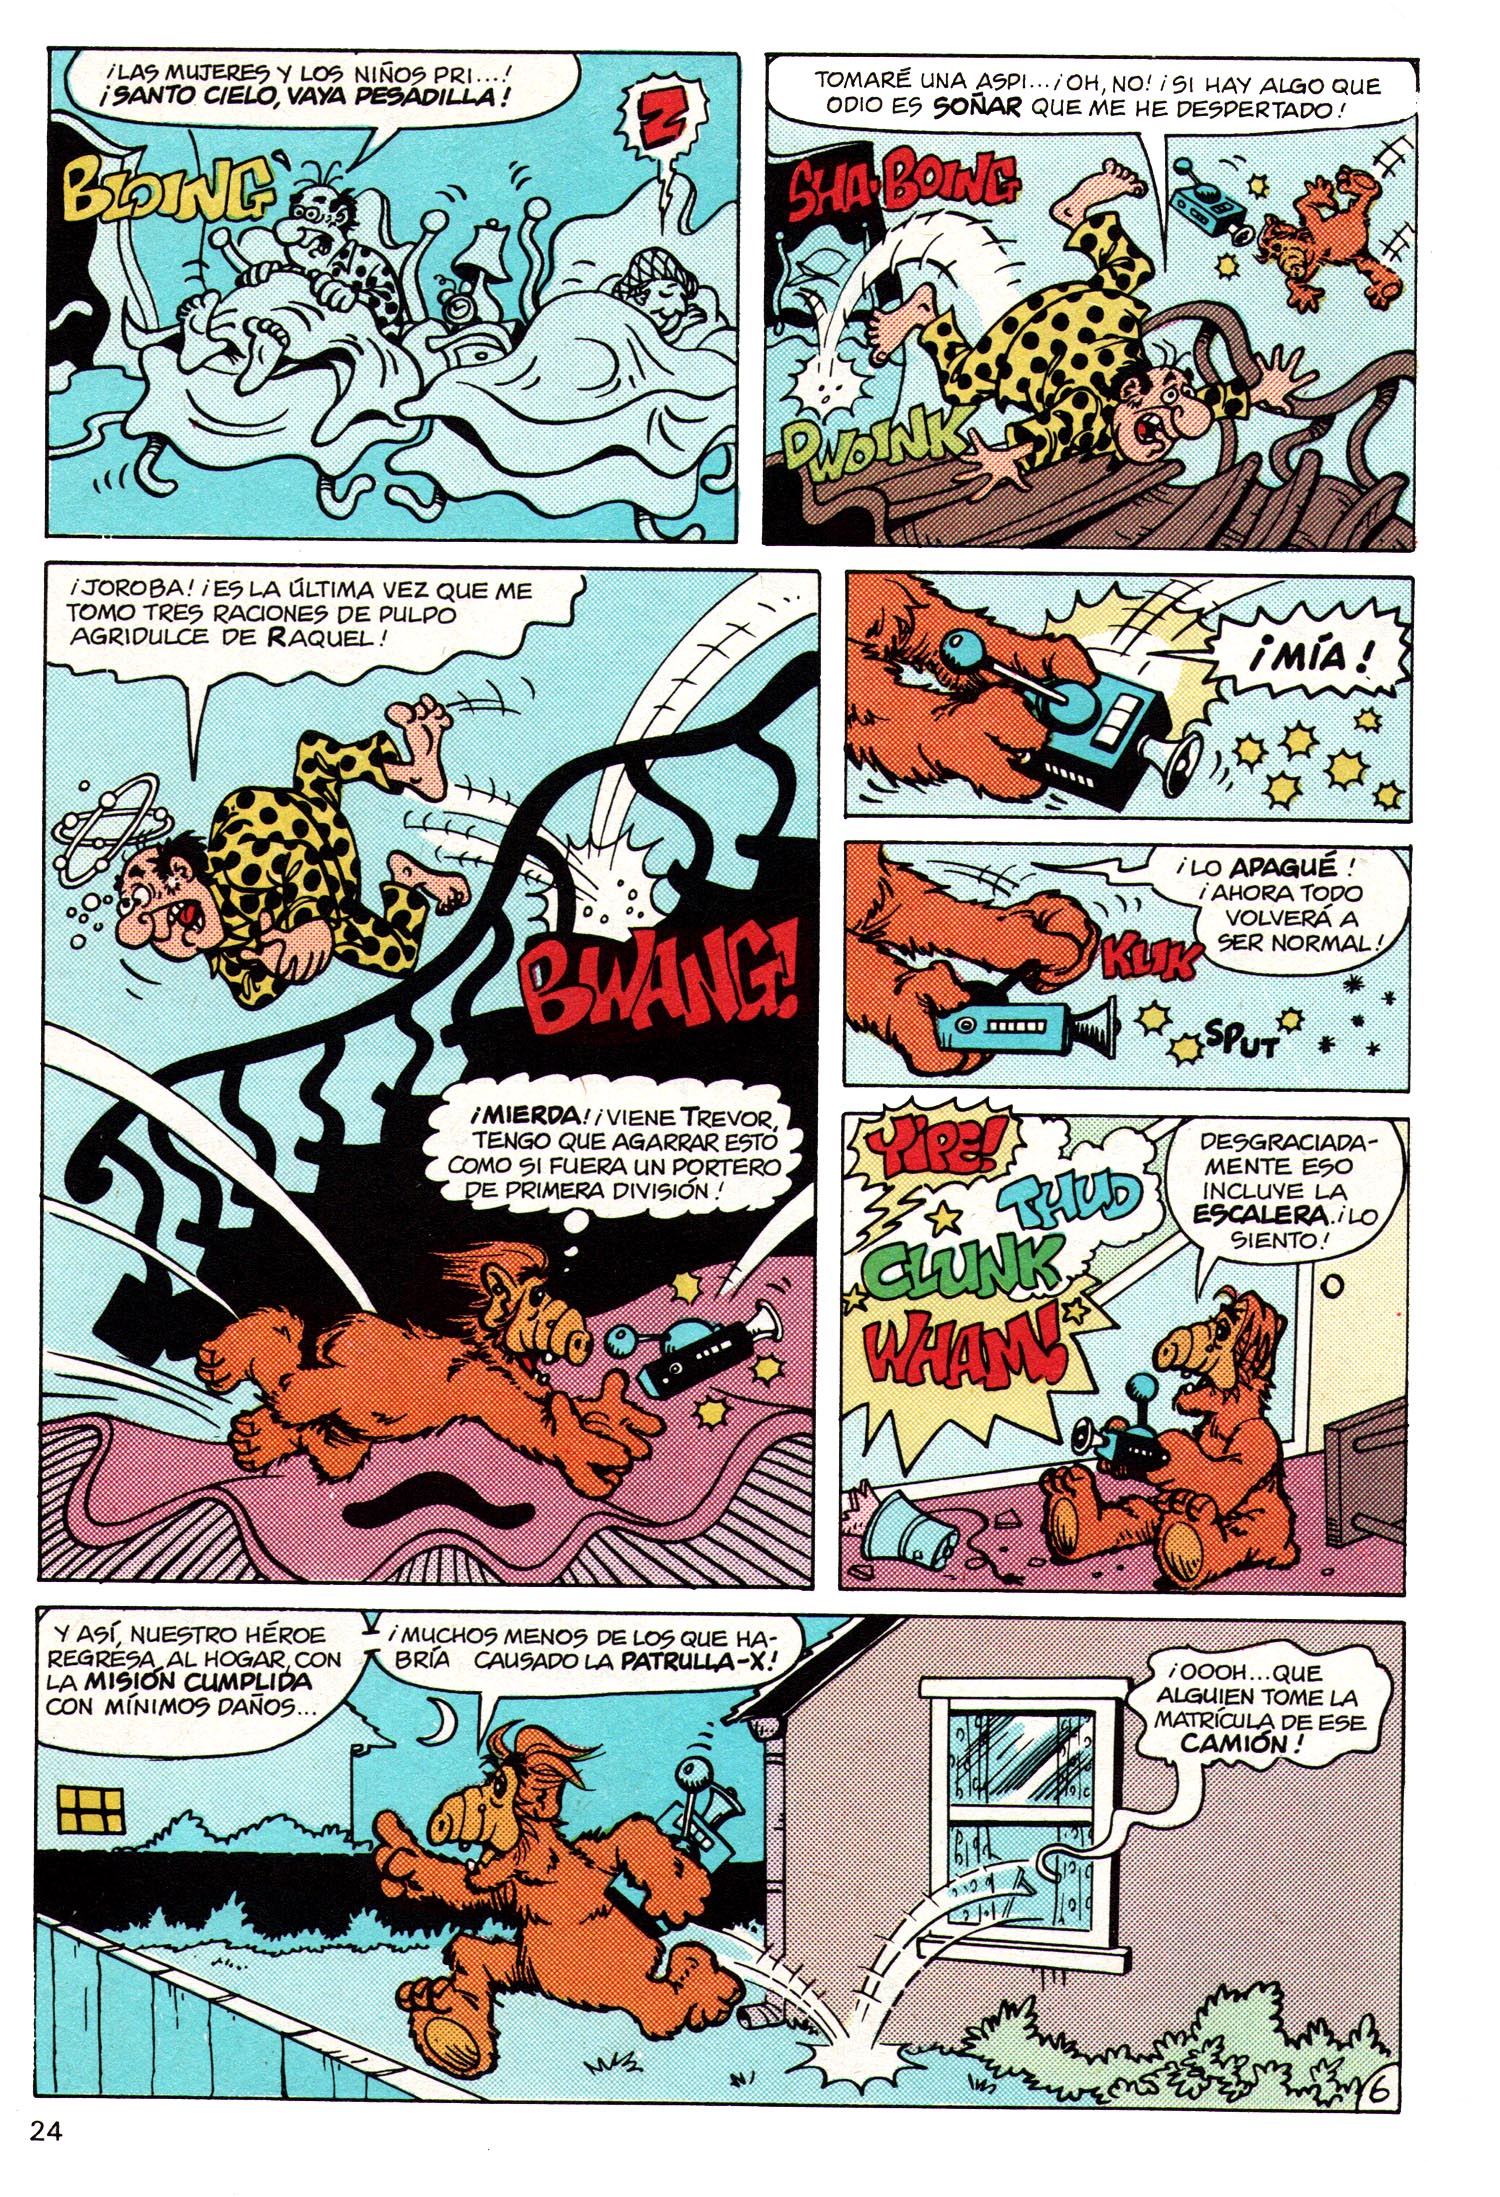 ¡LAS MUJERES Y LOS NIÑOS PRI...!
¡SANTO CIELO, VAYA PESADILLA!
BLOING
Z
TOMARÉ UNA ASPI...¡OH, NO! ¡SI HAY ALGO QUE
ODIO ES SOÑAR QUE ME HE DESPERTADO!
SHA-BOING
DWOINK
¡JOROBA! ¡ES LA ÚLTIMA VEZ QUE ME
TOMO TRES RACIONES DE PULPO
AGRIDULCE DE RAQUEL!
BWANG!
¡MIERDA! ¡VIENE TREVOR,
TENGO QUE AGARRAR ESTO
COMO SI FUERA UN PORTERO
DE PRIMERA DIVISIÓN!
¡MÍA!
¡LO APAGUÉ!
¡AHORA TODO
VOLVERÁ A
SER NORMAL!
KLIK
SPUT
YIPE!
THUD
CLUNK
WHAM!
DESGRACIADA-
MENTE ESO
INCLUYE LA
ESCALERA. ¡LO
SIENTO!
Y ASÍ, NUESTRO HÉROE
REGRESA AL HOGAR, CON
LA MISIÓN CUMPLIDA
CON MÍNIMOS DAÑOS...
¡MUCHOS MENOS DE LOS QUE HA-
BRÍA CAUSADO LA PATRULLA-X!
¡OOOH... QUE
ALGUIEN TOME LA
MATRÍCULA DE ESE
CAMIÓN!
6
24